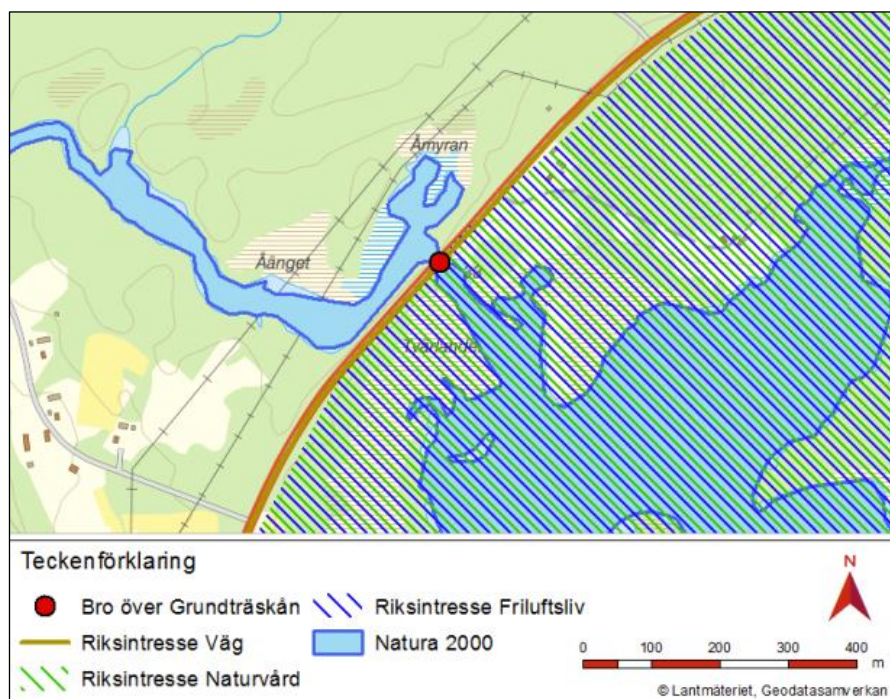 Åmyran
Åänget
Tvärlandet
Teckenförklaring
Bro över Grundträskån
Riksintresse Friluftsliv
Riksintresse Väg
Natura 2000
Riksintresse Naturvård
N
0 100 200 300 400
m
© Lantmäteriet, Geodatasamverkan